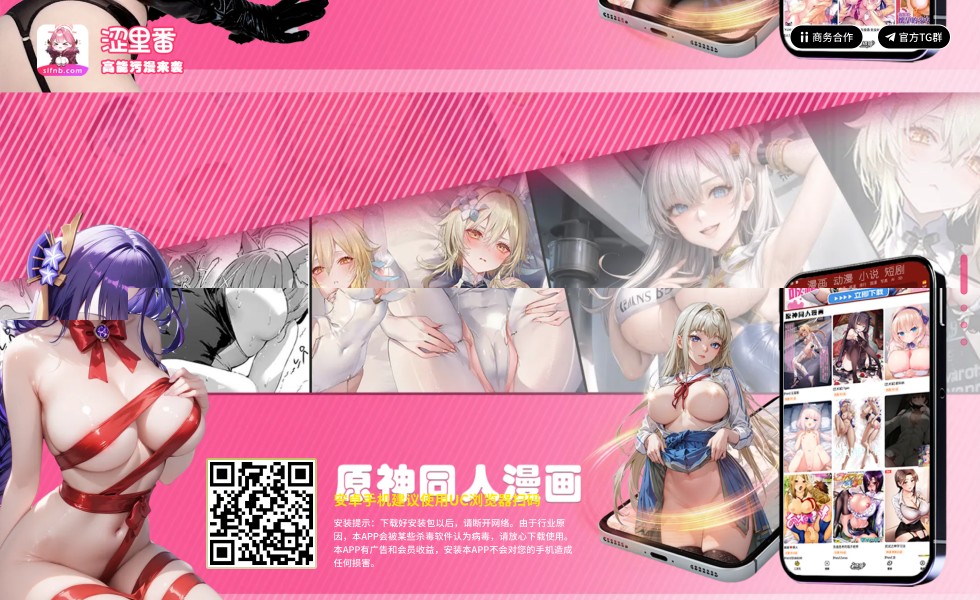 涩里番
高能污漫来袭
slfnb.com
商务合作
官方TG群
漫画 动漫 小说 短剧
立即下载
原神同人漫画
原神同人漫画
安卓手机建议使用UC浏览器扫码
安装提示：下载好安装包以后，请断开网络。由于行业原
因，本APP会被某些杀毒软件认为病毒，请放心下载使用。
本APP有广告和会员收益，安装本APP不会对您的手机造成
任何损害。